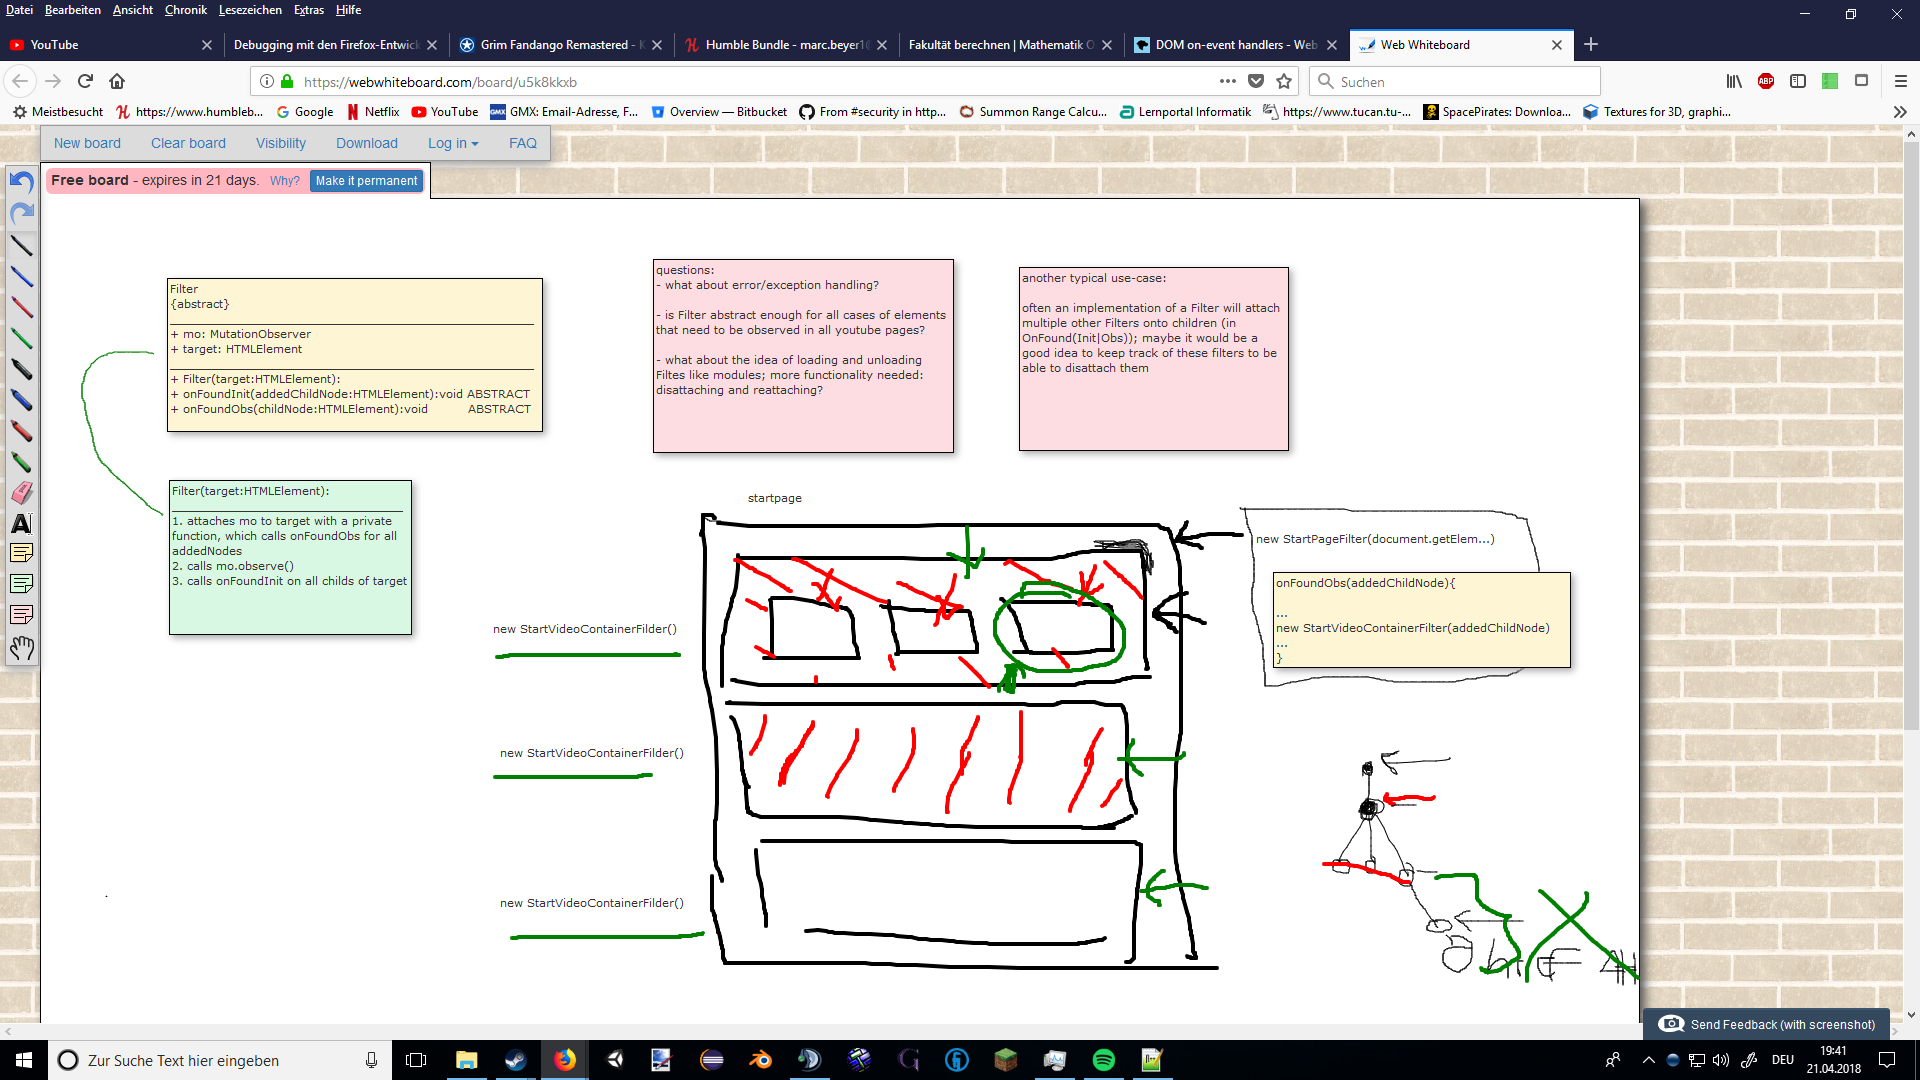 Datei Bearbeiten Ansicht Chronik Lesezeichen Extras Hilfe
YouTube
Debugging mit den Firefox-Entwick
Grim Fandango Remastered - K
Humble Bundle - marc.beyer1@
Fakultät berechnen | Mathematik O
DOM on-event handlers - Web
Web Whiteboard
https://webwhiteboard.com/board/u5k8kkxb
Suchen
Meistbesucht
https://www.humbleb...
Google
Netflix
YouTube
GMX: Email-Adresse, F...
Overview — Bitbucket
From #security in http...
Summon Range Calcu...
Lernportal Informatik
https://www.tucan.tu-...
SpacePirates: Downloa...
Textures for 3D, graphi...
New board Clear board Visibility Download Log in FAQ
Free board - expires in 21 days. Why? Make it permanent
Filter
{abstract}
+ mo: MutationObserver
+ target: HTMLElement
+ Filter(target:HTMLElement):
+ onFoundInit(addedChildNode:HTMLElement):void ABSTRACT
+ onFoundObs(childNode:HTMLElement):void ABSTRACT
questions:
- what about error/exception handling?
- is Filter abstract enough for all cases of elements
that need to be observed in all youtube pages?
- what about the idea of loading and unloading
Filtes like modules; more functionality needed:
disattaching and reattaching?
another typical use-case:
often an implementation of a Filter will attach
multiple other Filters onto children (in
OnFound(Init|Obs)); maybe it would be a
good idea to keep track of these filters to be
able to disattach them
Filter(target:HTMLElement):
1. attaches mo to target with a private
function, which calls onFoundObs for all
addedNodes
2. calls mo.observe()
3. calls onFoundInit on all childs of target
startpage
new StartVideoContainerFilder()
new StartVideoContainerFilder()
new StartVideoContainerFilder()
new StartPageFilter(document.getElem...)
onFoundObs(addedChildNode){
...
new StartVideoContainerFilter(addedChildNode)
...
}
Send Feedback (with screenshot)
Zur Suche Text hier eingeben
DEU
19:41
21.04.2018